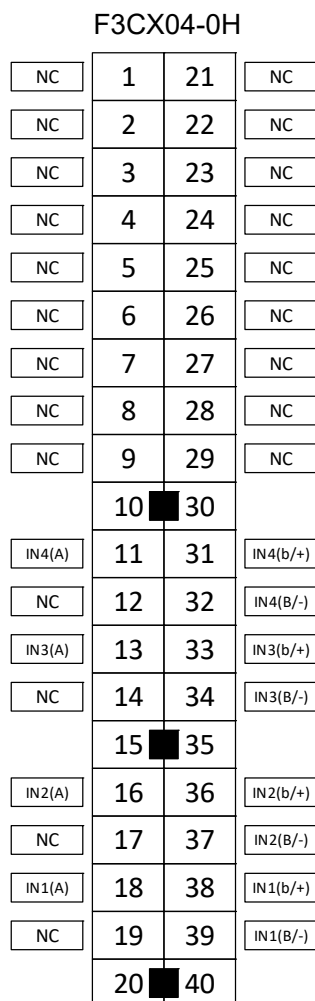 F3CX04-0H
NC 1 21 NC
NC 2 22 NC
NC 3 23 NC
NC 4 24 NC
NC 5 25 NC
NC 6 26 NC
NC 7 27 NC
NC 8 28 NC
NC 9 29 NC
10 30
IN4(A) 11 31 IN4(b/+)
NC 12 32 IN4(B/-)
IN3(A) 13 33 IN3(b/+)
NC 14 34 IN3(B/-)
15 35
IN2(A) 16 36 IN2(b/+)
NC 17 37 IN2(B/-)
IN1(A) 18 38 IN1(b/+)
NC 19 39 IN1(B/-)
20 40